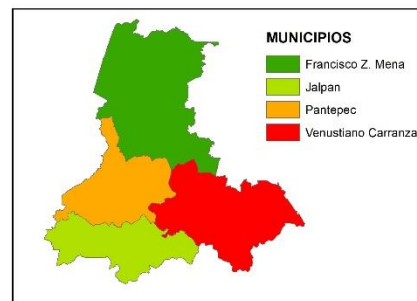 MUNICIPIOS
Francisco Z. Mena
Jalpan
Pantepec
Venustiano Carranza